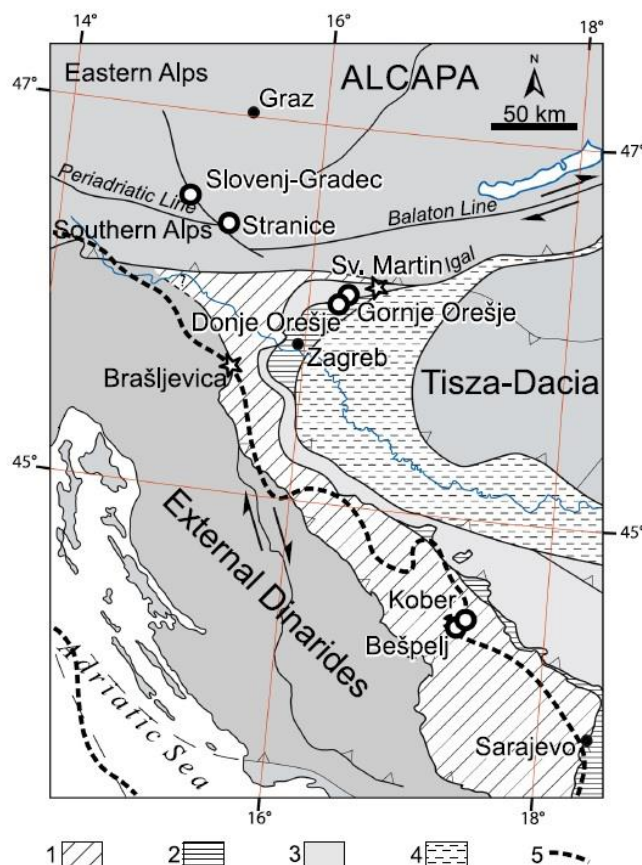 14°
16°
18°
47°
Eastern Alps
ALCAPA
N
50 km
Graz
47°
Slovenj-Gradec
Periadriatic Line
Stranice
Balaton Line
Southern Alps
Sv. Martin
Igal
Donje Orešje
Gornje Orešje
Zagreb
Brašljevica
Tisza-Dacia
45°
45°
External Dinarides
Kober
Bešpelj
Adriatic Sea
Sarajevo
16°
18°
1 2 3 4 5